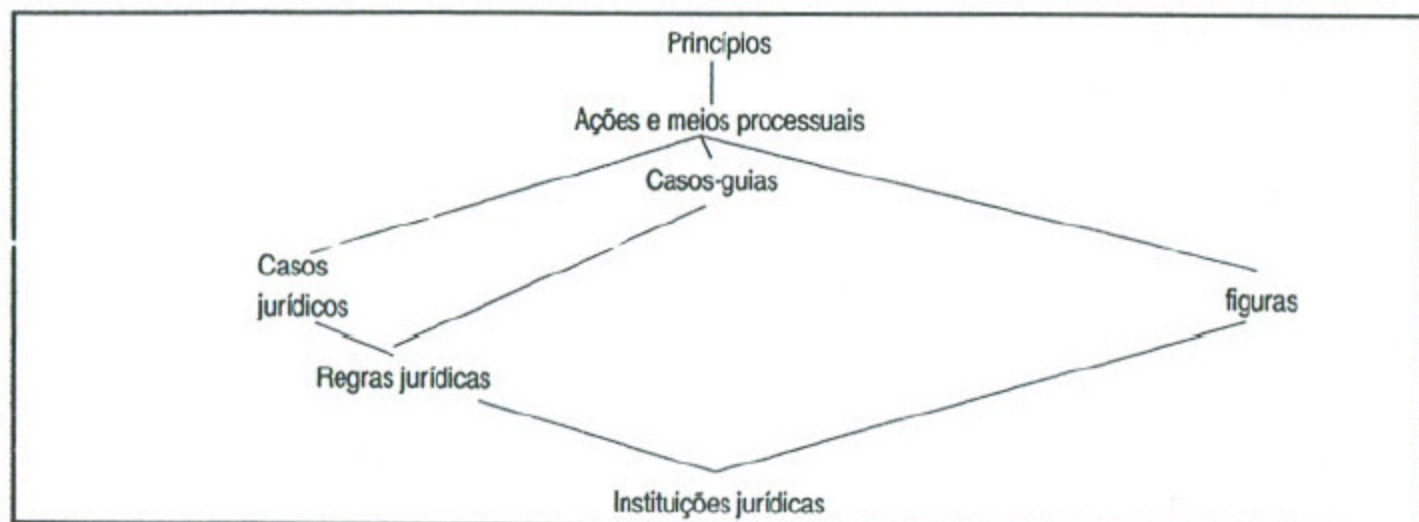 Princípios
Ações e meios processuais
Casos-guias
Casos
jurídicos
figuras
Regras jurídicas
Instituições jurídicas